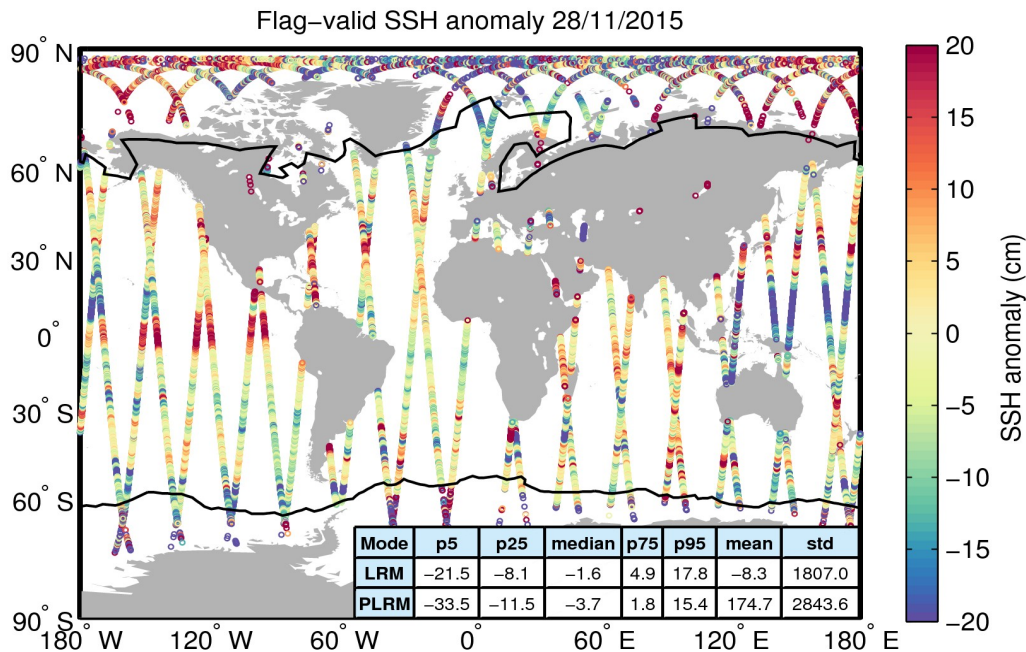 Flag−valid SSH anomaly 28/11/2015
90° N
60° N
30° N
0°
30° S
60° S
90° S
180° W
120° W
60° W
0°
60° E
120° E
180° E
Mode p5 p25 median p75 p95 mean std
LRM −21.5 −8.1 −1.6 4.9 17.8 −8.3 1807.0
PLRM −33.5 −11.5 −3.7 1.8 15.4 174.7 2843.6
20
15
10
5
0
−5
−10
−15
−20
SSH anomaly (cm)